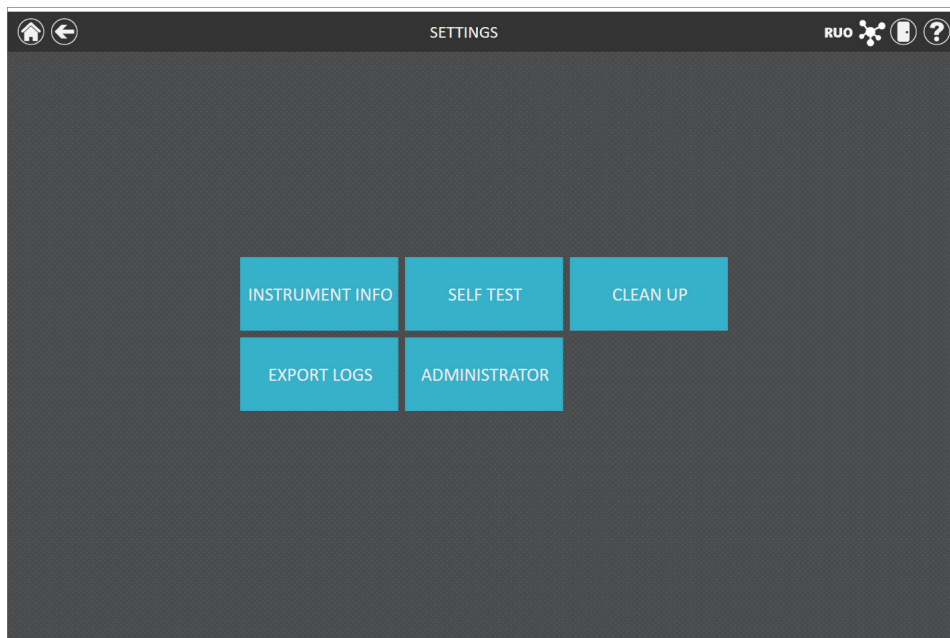 SETTINGS
RUO
?
INSTRUMENT INFO
SELF TEST
CLEAN UP
EXPORT LOGS
ADMINISTRATOR